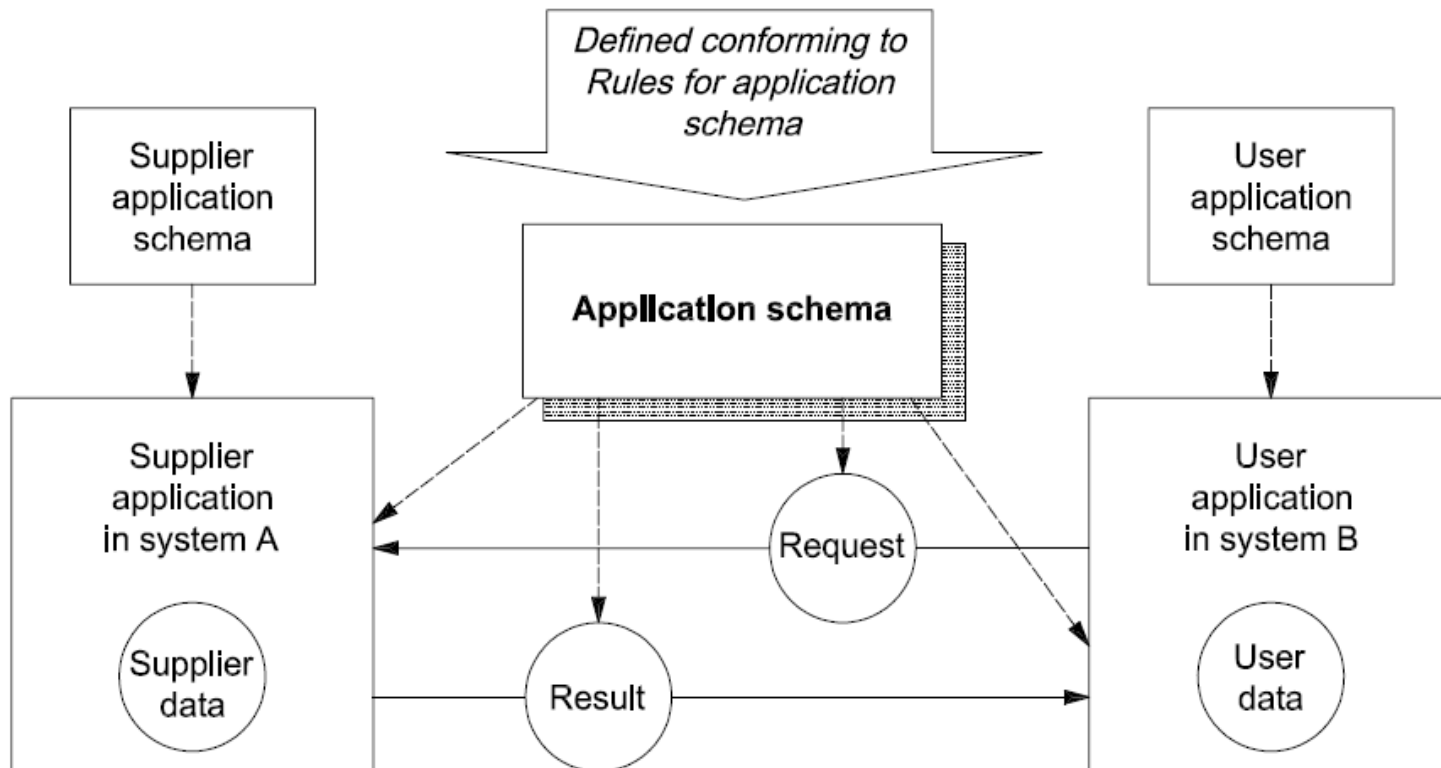 Defined conforming to
Rules for application
schema
Supplier
application
schema
User
application
schema
Application schema
Supplier
application
in system A
User
application
in system B
Request
Supplier
data
Result
User
data